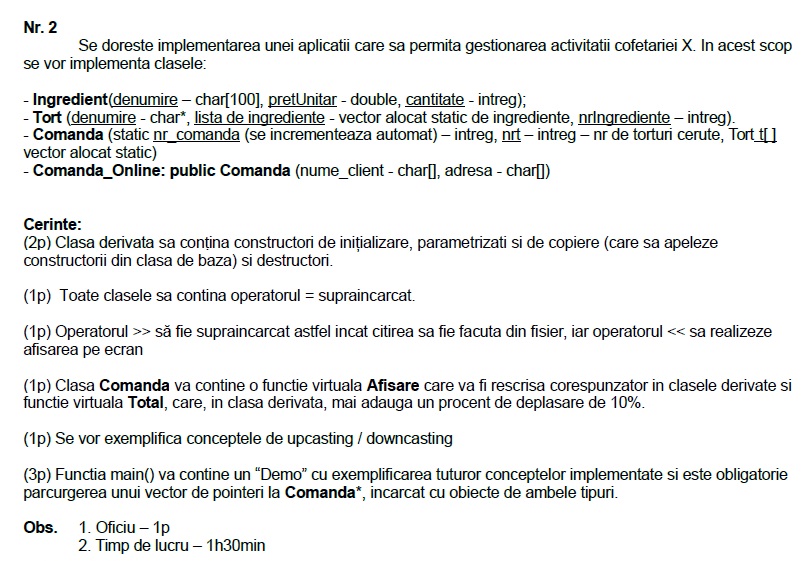 Nr. 2
Se doreste implementarea unei aplicatii care sa permita gestionarea activitatii cofetariei X. In acest scop
se vor implementa clasele:
- Ingredient(denumire – char[100], pretUnitar - double, cantitate - intreg);
- Tort (denumire - char*, lista de ingrediente - vector alocat static de ingrediente, nrIngrediente – intreg).
- Comanda (static nr_comanda (se incrementeaza automat) – intreg, nrt – intreg – nr de torturi cerute, Tort t[ ]
vector alocat static)
- Comanda_Online: public Comanda (nume_client - char[], adresa - char[])
Cerinte:
(2p) Clasa derivata sa conțina constructori de inițializare, parametrizati si de copiere (care sa apeleze
constructorii din clasa de baza) si destructori.
(1p) Toate clasele sa contina operatorul = supraincarcat.
(1p) Operatorul >> să fie supraincarcat astfel incat citirea sa fie facuta din fisier, iar operatorul << sa realizeze
afisarea pe ecran
(1p) Clasa Comanda va contine o functie virtuala Afisare care va fi rescrisa corespunzator in clasele derivate si
functie virtuala Total, care, in clasa derivata, mai adauga un procent de deplasare de 10%.
(1p) Se vor exemplifica conceptele de upcasting / downcasting
(3p) Functia main() va contine un “Demo” cu exemplificarea tuturor conceptelor implementate si este obligatorie
parcurgerea unui vector de pointeri la Comanda*, incarcat cu obiecte de ambele tipuri.
Obs. 1. Oficiu – 1p
2. Timp de lucru – 1h30min